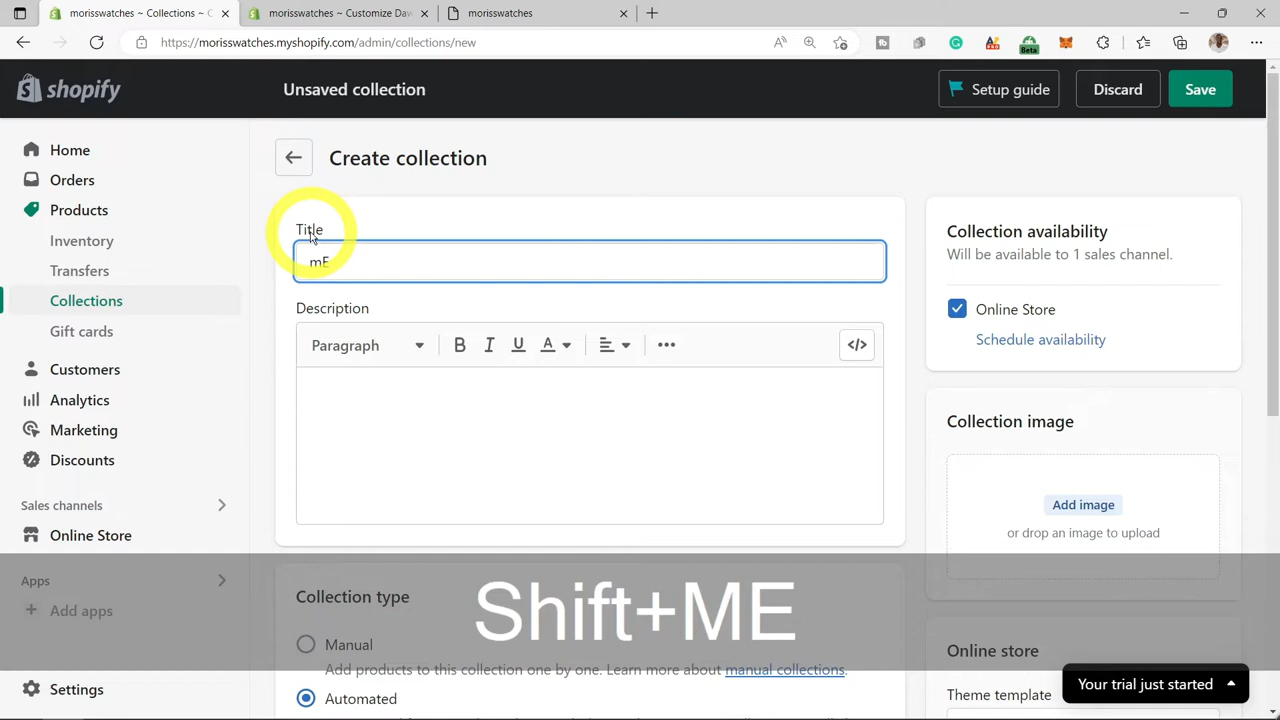 morisswatches ~ Collections ~ C
morisswatches ~ Customize Daw
morisswatches
https://morisswatches.myshopify.com/admin/collections/new
Beta
shopify
Unsaved collection
Setup guide
Discard
Save
Home
Orders
Products
Inventory
Transfers
Collections
Gift cards
Customers
Analytics
Marketing
Discounts
Sales channels
Online Store
Apps
Add apps
Settings
Create collection
Title
mE
Description
Paragraph
B I U A
</>
Collection type
Manual
Add products to this collection one by one. Learn more about manual collections.
Automated
Shift+ME
Collection availability
Will be available to 1 sales channel.
Online Store
Schedule availability
Collection image
Add image
or drop an image to upload
Online store
Theme template
Your trial just started